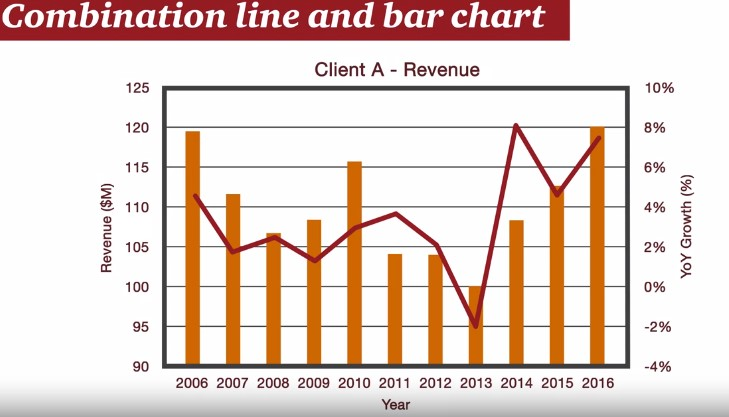 Combination line and bar chart
Client A - Revenue
125
120
115
110
105
100
95
90
Revenue ($M)
10%
8%
6%
4%
2%
0%
-2%
-4%
YoY Growth (%)
2006 2007 2008 2009 2010 2011 2012 2013 2014 2015 2016
Year